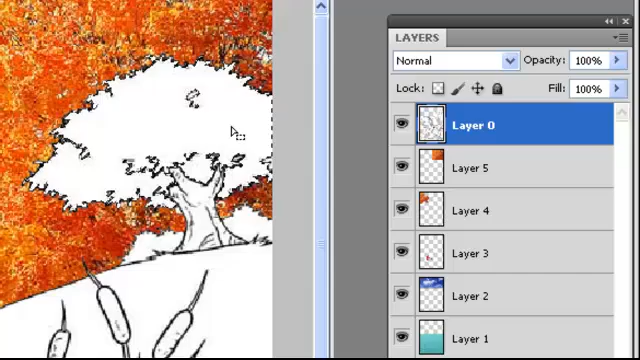 LAYERS
Normal Opacity: 100%
Lock: Fill: 100%
Layer 0
Layer 5
Layer 4
Layer 3
Layer 2
Layer 1